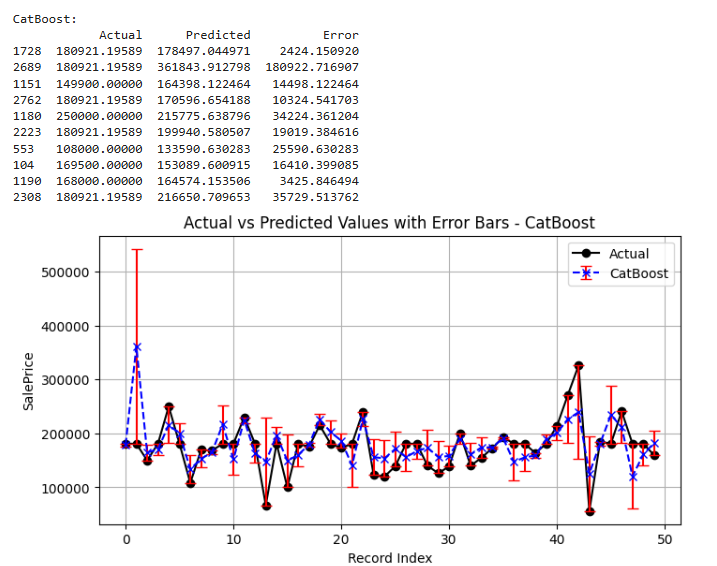 CatBoost:
Actual Predicted Error
1728 180921.19589 178497.044971 2424.150920
2689 180921.19589 361843.912798 180922.716907
1151 149900.00000 164398.122464 14498.122464
2762 180921.19589 170596.654188 10324.541703
1180 250000.00000 215775.638796 34224.361204
2223 180921.19589 199940.580507 19019.384616
553 108000.00000 133590.630283 25590.630283
104 169500.00000 153089.600915 16410.399085
1190 168000.00000 164574.153506 3425.846494
2308 180921.19589 216650.709653 35729.513762
Actual vs Predicted Values with Error Bars - CatBoost
Actual
CatBoost
500000
400000
300000
200000
100000
SalePrice
0 10 20 30 40 50
Record Index